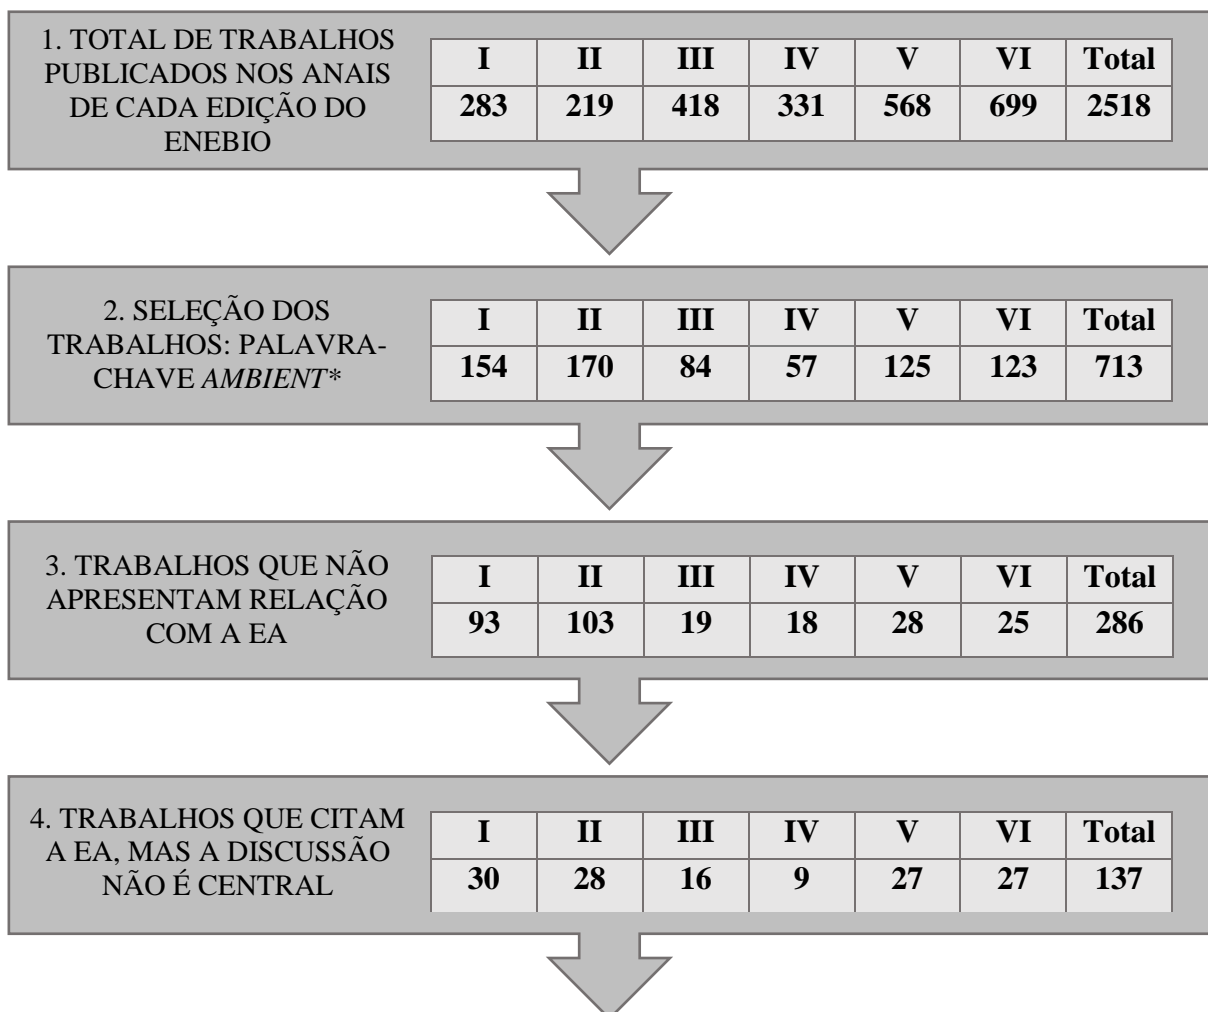 1. TOTAL DE TRABALHOS
PUBLICADOS NOS ANAIS
DE CADA EDIÇÃO DO
ENEBIO
I II III IV V VI Total
283 219 418 331 568 699 2518
2. SELEÇÃO DOS
TRABALHOS: PALAVRA-
CHAVE AMBIENT*
I II III IV V VI Total
154 170 84 57 125 123 713
3. TRABALHOS QUE NÃO
APRESENTAM RELAÇÃO
COM A EA
I II III IV V VI Total
93 103 19 18 28 25 286
4. TRABALHOS QUE CITAM
A EA, MAS A DISCUSSÃO
NÃO É CENTRAL
I II III IV V VI Total
30 28 16 9 27 27 137